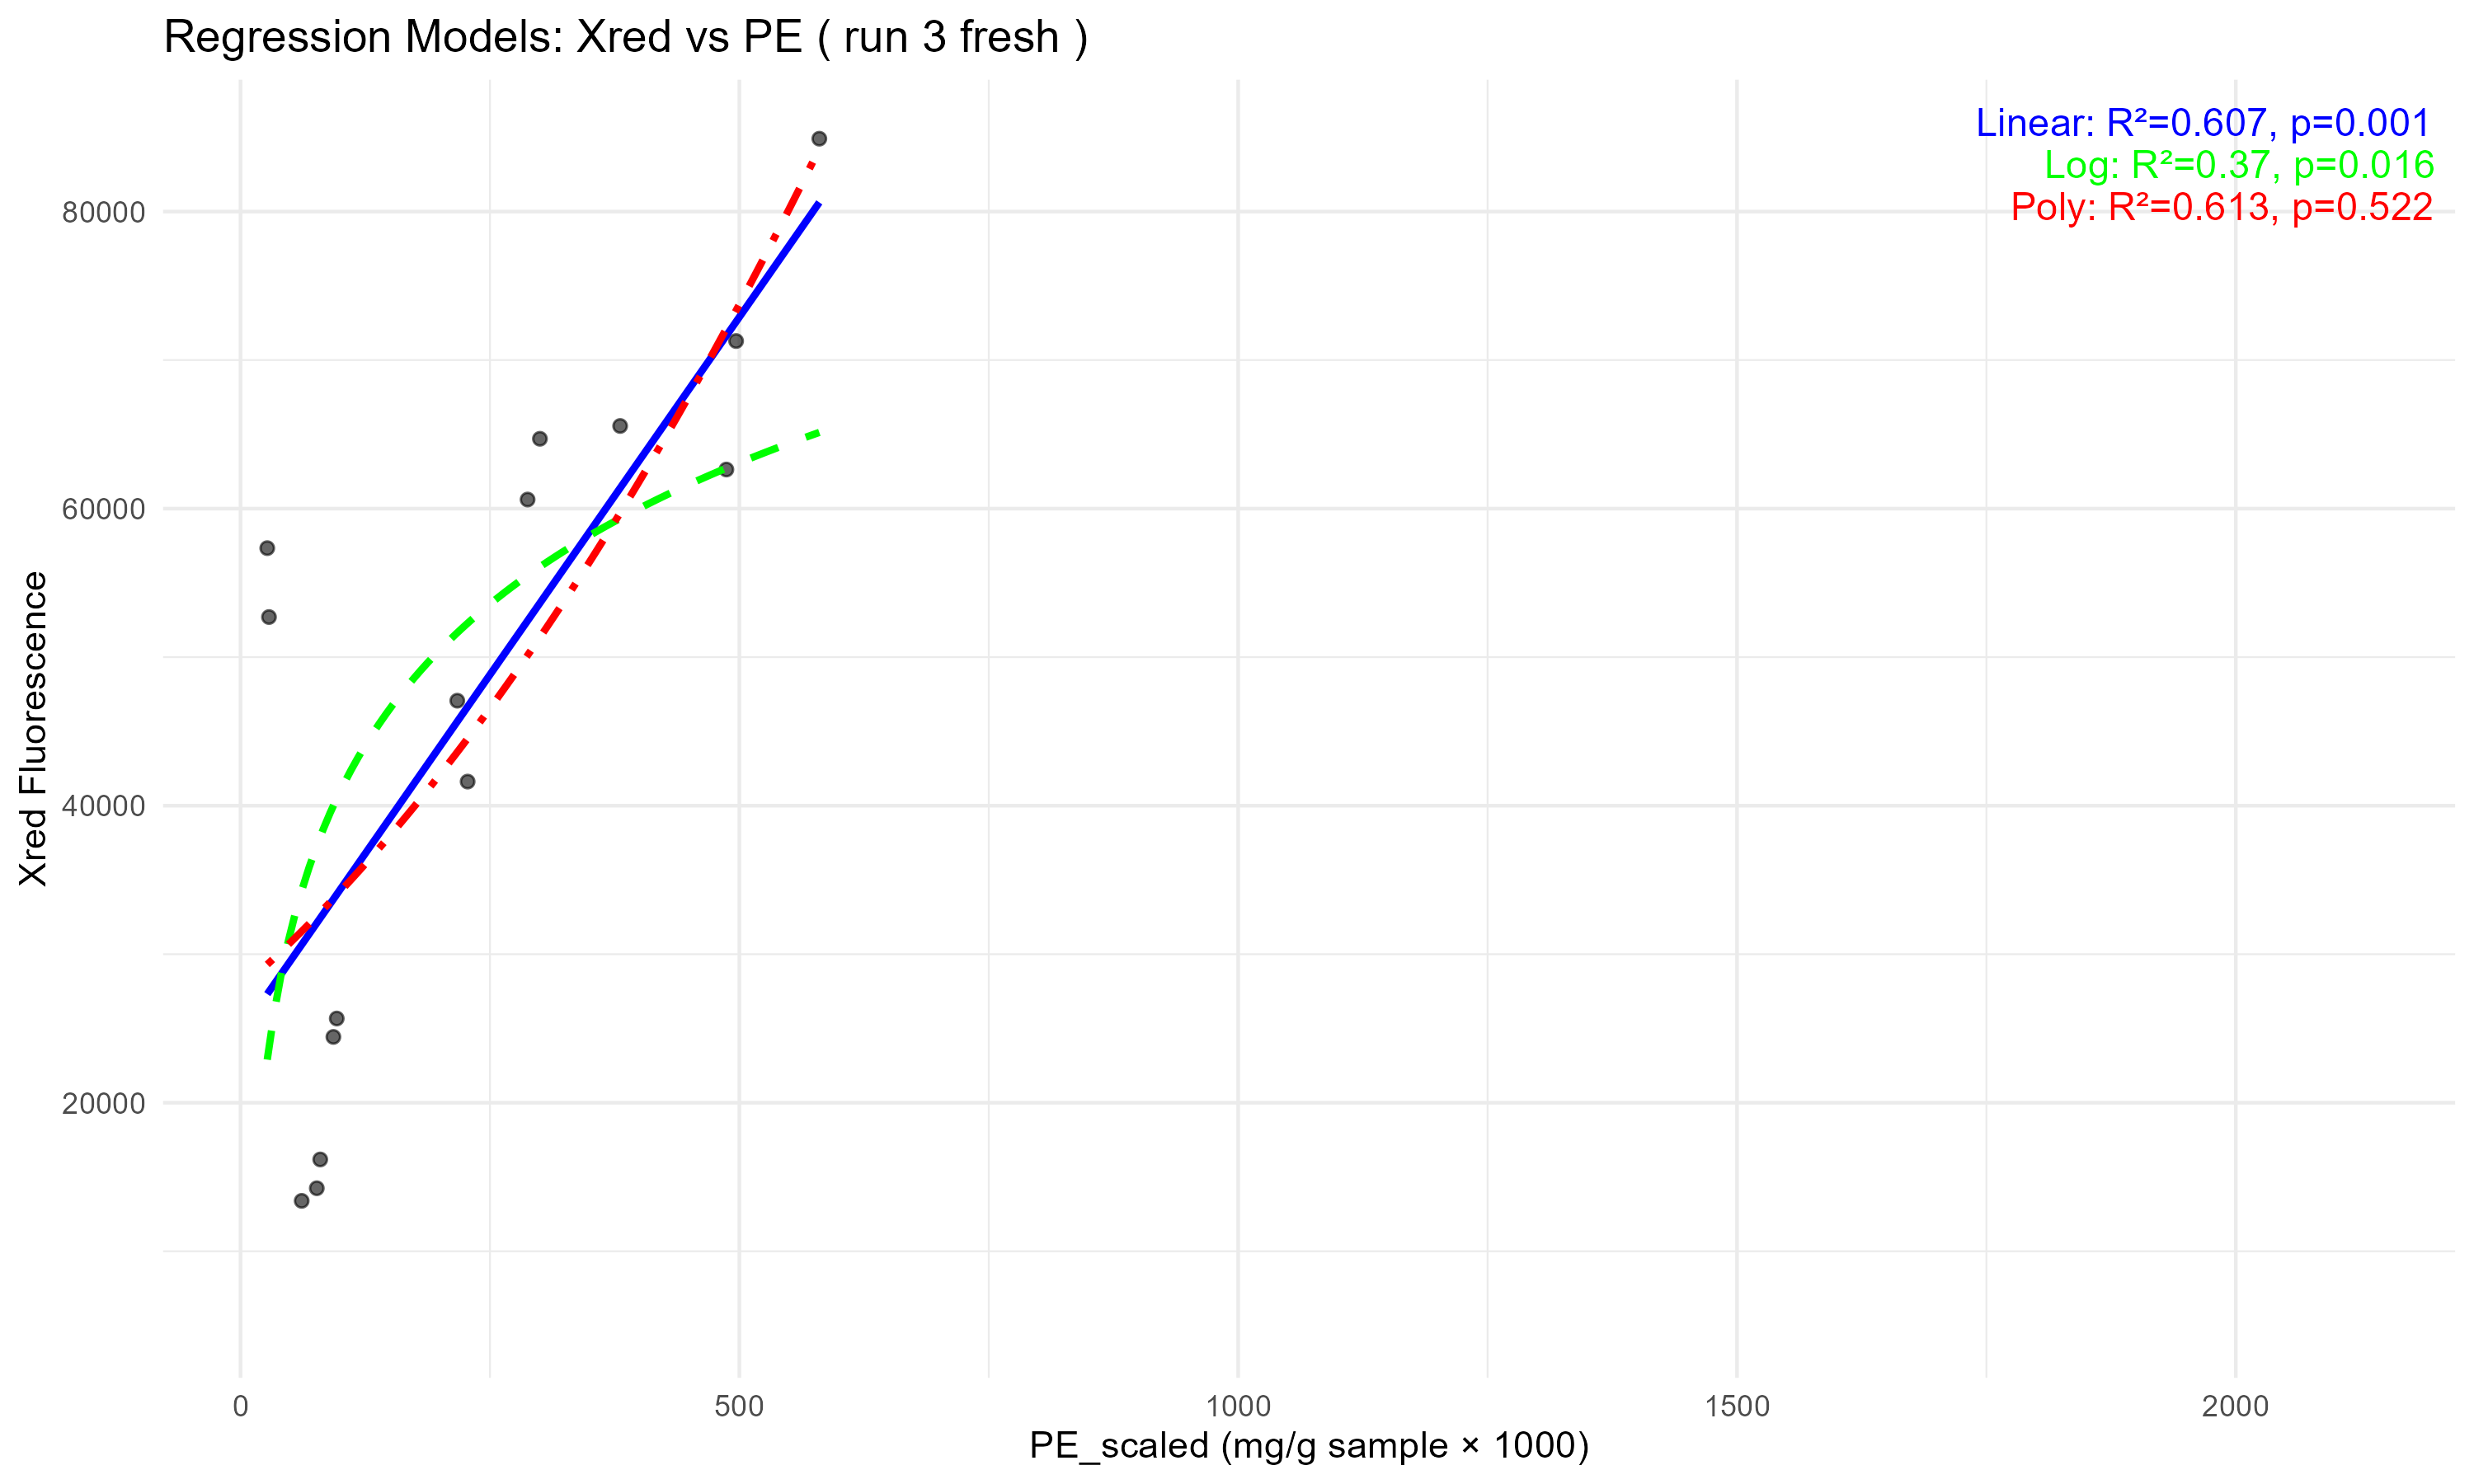 Regression Models: Xred vs PE ( run 3 fresh )
Linear: R²=0.607, p=0.001
Log: R²=0.37, p=0.016
Poly: R²=0.613, p=0.522
80000
60000
40000
20000
Xred Fluorescence
0 500 1000 1500 2000
PE_scaled (mg/g sample × 1000)